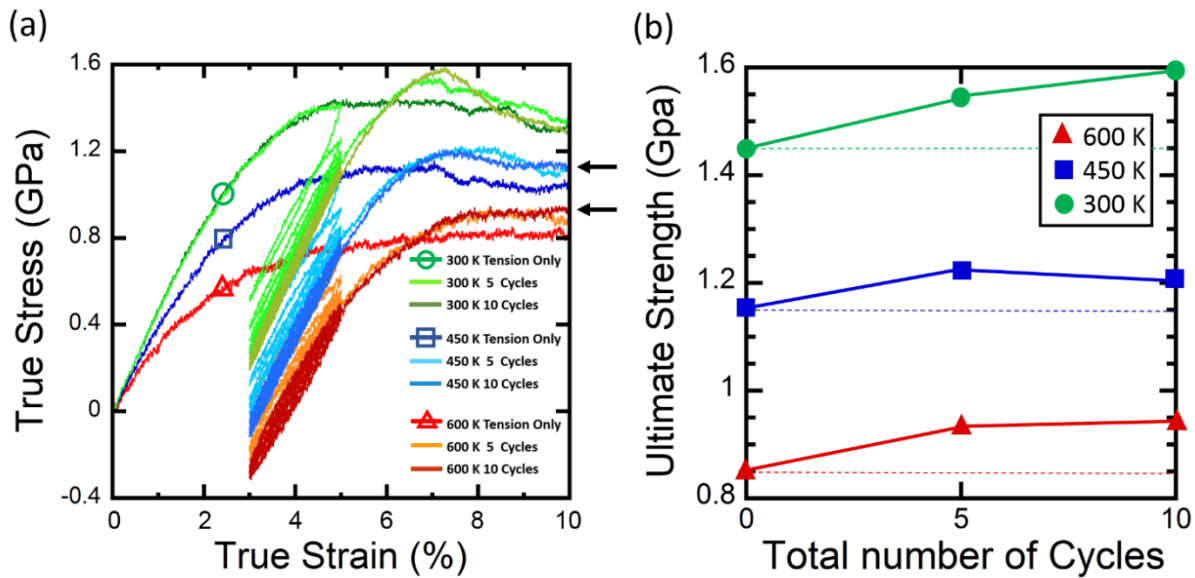 (a)
True Stress (GPa)
1.6
1.2
0.8
0.4
0
-0.4
300 K Tension Only
300 K 5 Cycles
300 K 10 Cycles
450 K Tension Only
450 K 5 Cycles
450 K 10 Cycles
600 K Tension Only
600 K 5 Cycles
600 K 10 Cycles
0 2 4 6 8 10
True Strain (%)
(b)
Ultimate Strength (Gpa)
1.6
1.4
1.2
1
0.8
600 K
450 K
300 K
0 5 10
Total number of Cycles